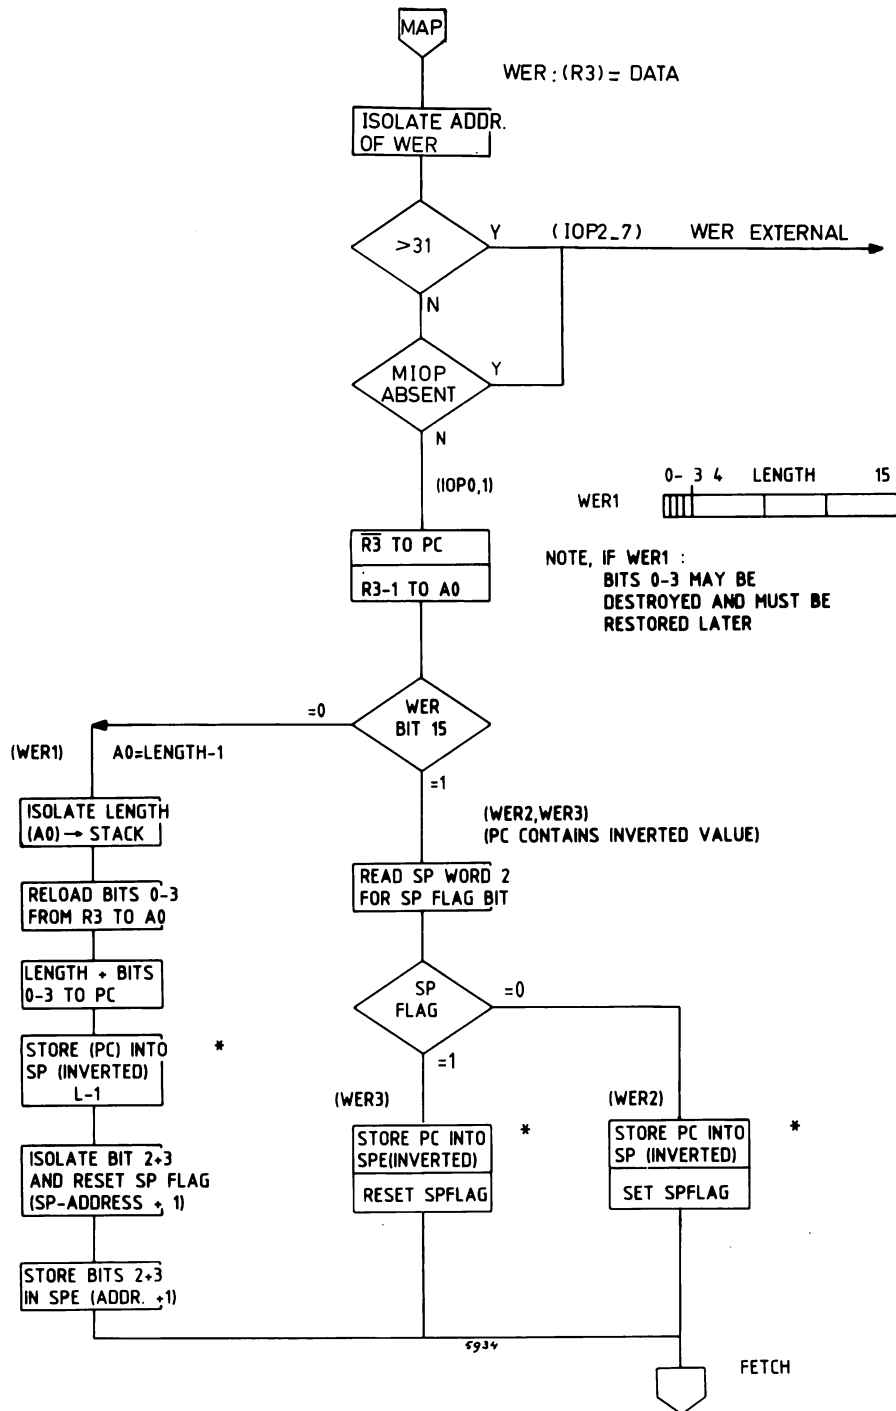 MAP
WER : (R3) = DATA
ISOLATE ADDR.
OF WER
>31
Y
(IOP2_7)
WER EXTERNAL
N
MIOP
ABSENT
Y
N
(IOP0,1)
0- 3 4 LENGTH 15
WER1
R3 TO PC
R3-1 TO A0
NOTE, IF WER1 :
BITS 0-3 MAY BE
DESTROYED AND MUST BE
RESTORED LATER
WER
BIT 15
=0
(WER1)
A0=LENGTH-1
=1
(WER2,WER3)
(PC CONTAINS INVERTED VALUE)
ISOLATE LENGTH
(A0) → STACK
READ SP WORD 2
FOR SP FLAG BIT
RELOAD BITS 0-3
FROM R3 TO A0
LENGTH + BITS
0-3 TO PC
SP
FLAG
=0
=1
STORE (PC) INTO
SP (INVERTED)
L-1
*
(WER3)
STORE PC INTO
SPE(INVERTED)
RESET SPFLAG
*
(WER2)
STORE PC INTO
SP (INVERTED)
SET SPFLAG
*
ISOLATE BIT 2+3
AND RESET SP FLAG
(SP-ADDRESS + 1)
STORE BITS 2+3
IN SPE (ADDR. +1)
5934
FETCH